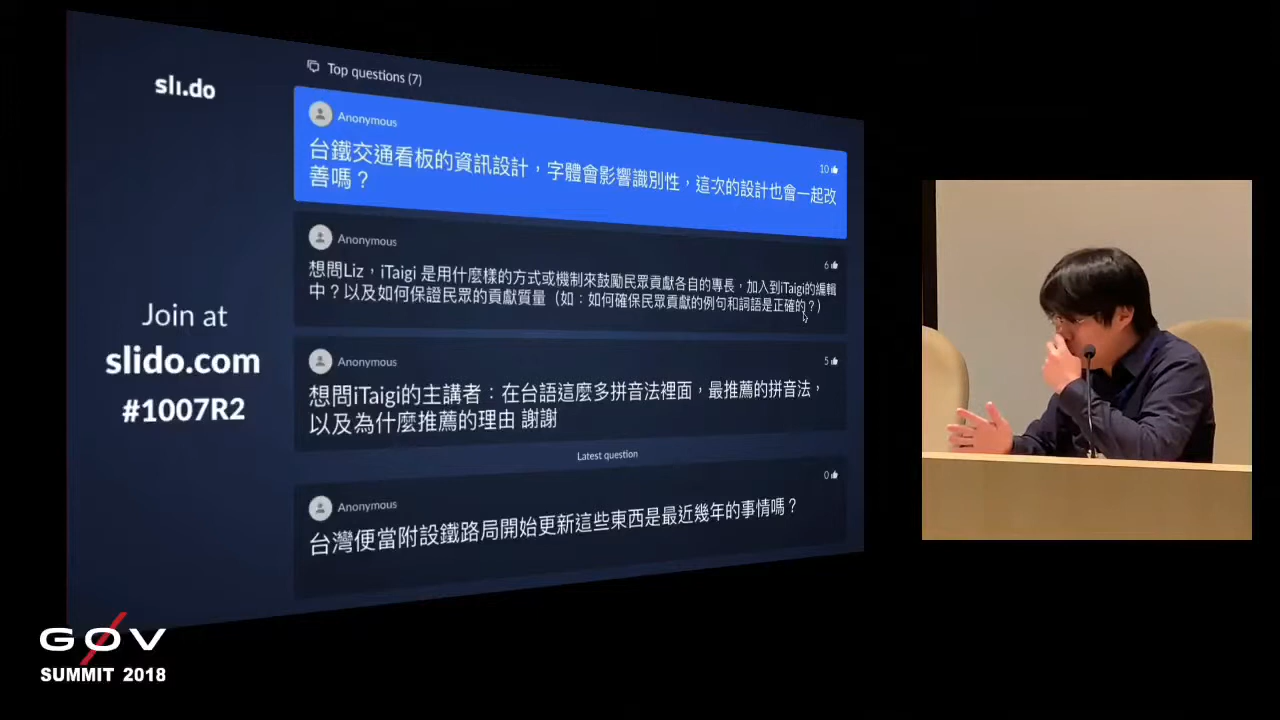 sli.do
Join at
slido.com
#1007R2
Top questions (7)
Anonymous
10
台鐵交通看板的資訊設計，字體會影響識別性，這次的設計也會一起改
善嗎？
Anonymous
6
想問Liz，iTaigi 是用什麼樣的方式或機制來鼓勵民眾貢獻各自的專長，加入到iTaigi的編輯
中？以及如何保證民眾的貢獻質量（如：如何確保民眾貢獻的例句和詞語是正確的？）
Anonymous
5
想問iTaigi的主講者：在台語這麼多拼音法裡面，最推薦的拼音法，
以及為什麼推薦的理由 謝謝
Latest question
Anonymous
0
台灣便當附設鐵路局開始更新這些東西是最近幾年的事情嗎？
G0V
SUMMIT 2018